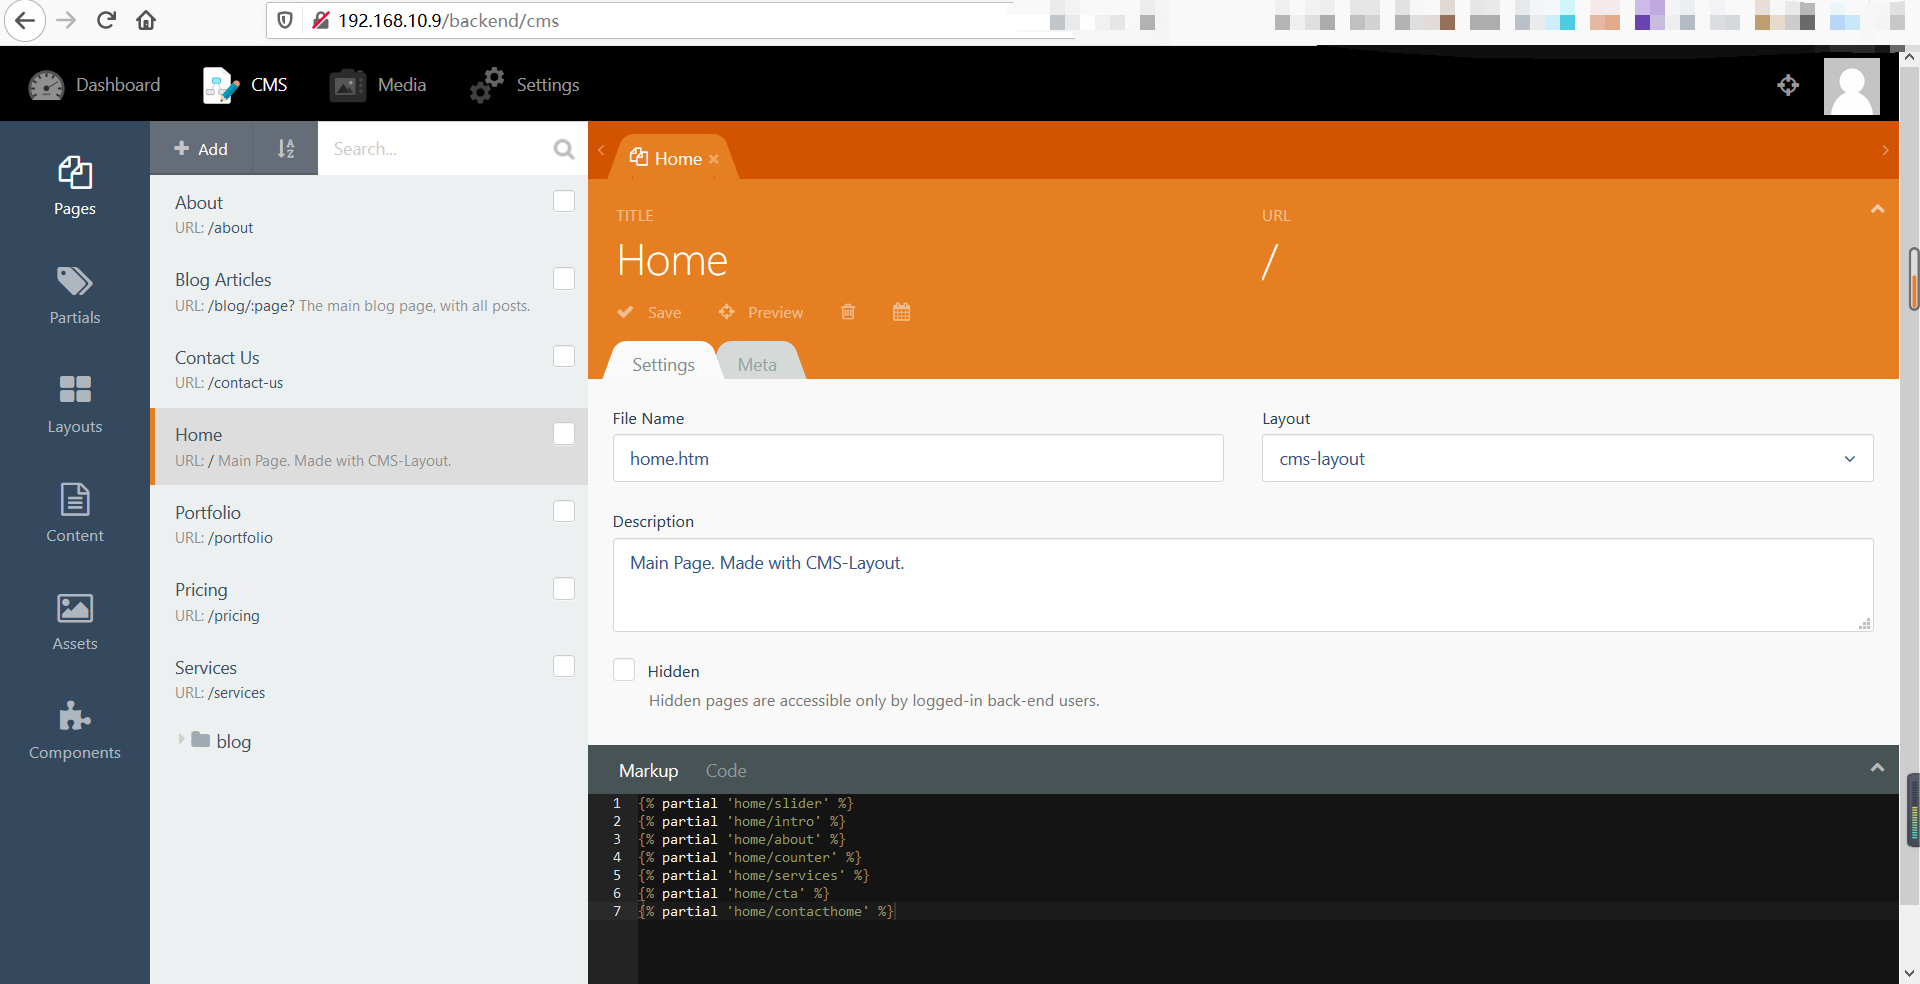 192.168.10.9/backend/cms
Dashboard
CMS
Media
Settings
Pages
Partials
Layouts
Content
Assets
Components
Add
Search...
About
URL: /about
Blog Articles
URL: /blog/:page? The main blog page, with all posts.
Contact Us
URL: /contact-us
Home
URL: / Main Page. Made with CMS-Layout.
Portfolio
URL: /portfolio
Pricing
URL: /pricing
Services
URL: /services
blog
Home
TITLE
Home
URL
/
Save
Preview
Settings
Meta
File Name
home.htm
Layout
cms-layout
Description
Main Page. Made with CMS-Layout.
Hidden
Hidden pages are accessible only by logged-in back-end users.
Markup
Code
1 {% partial 'home/slider' %}
2 {% partial 'home/intro' %}
3 {% partial 'home/about' %}
4 {% partial 'home/counter' %}
5 {% partial 'home/services' %}
6 {% partial 'home/cta' %}
7 {% partial 'home/contacthome' %}